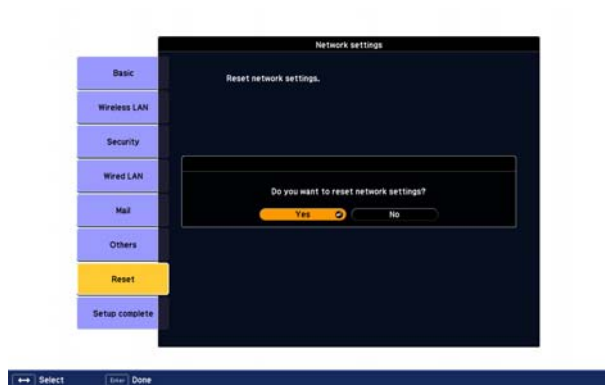 Network settings
Basic
Reset network settings.
Wireless LAN
Security
Wired LAN
Do you want to reset network settings?
Mail
Yes No
Others
Reset
Setup complete
Select Enter Done